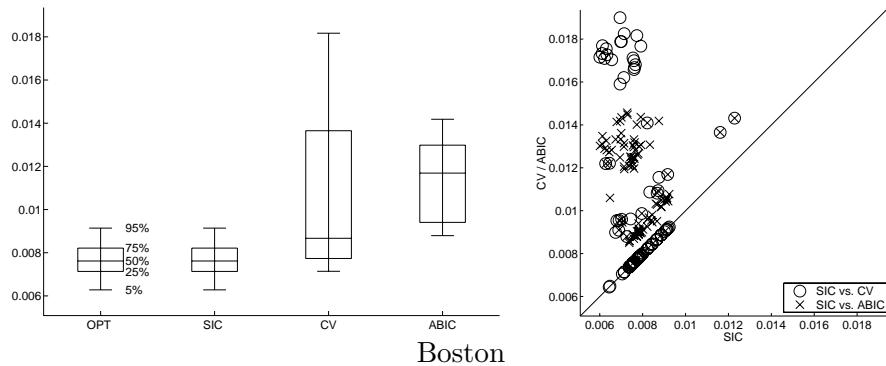 0.018
0.016
0.014
0.012
0.01
0.008
0.006
95%
75%
50%
25%
5%
OPT
SIC
CV
ABIC
0.018
0.016
0.014
0.012
0.01
0.008
0.006
CV / ABIC
SIC vs. CV
SIC vs. ABIC
0.006 0.008 0.01 0.012 0.014 0.016 0.018
SIC
Boston